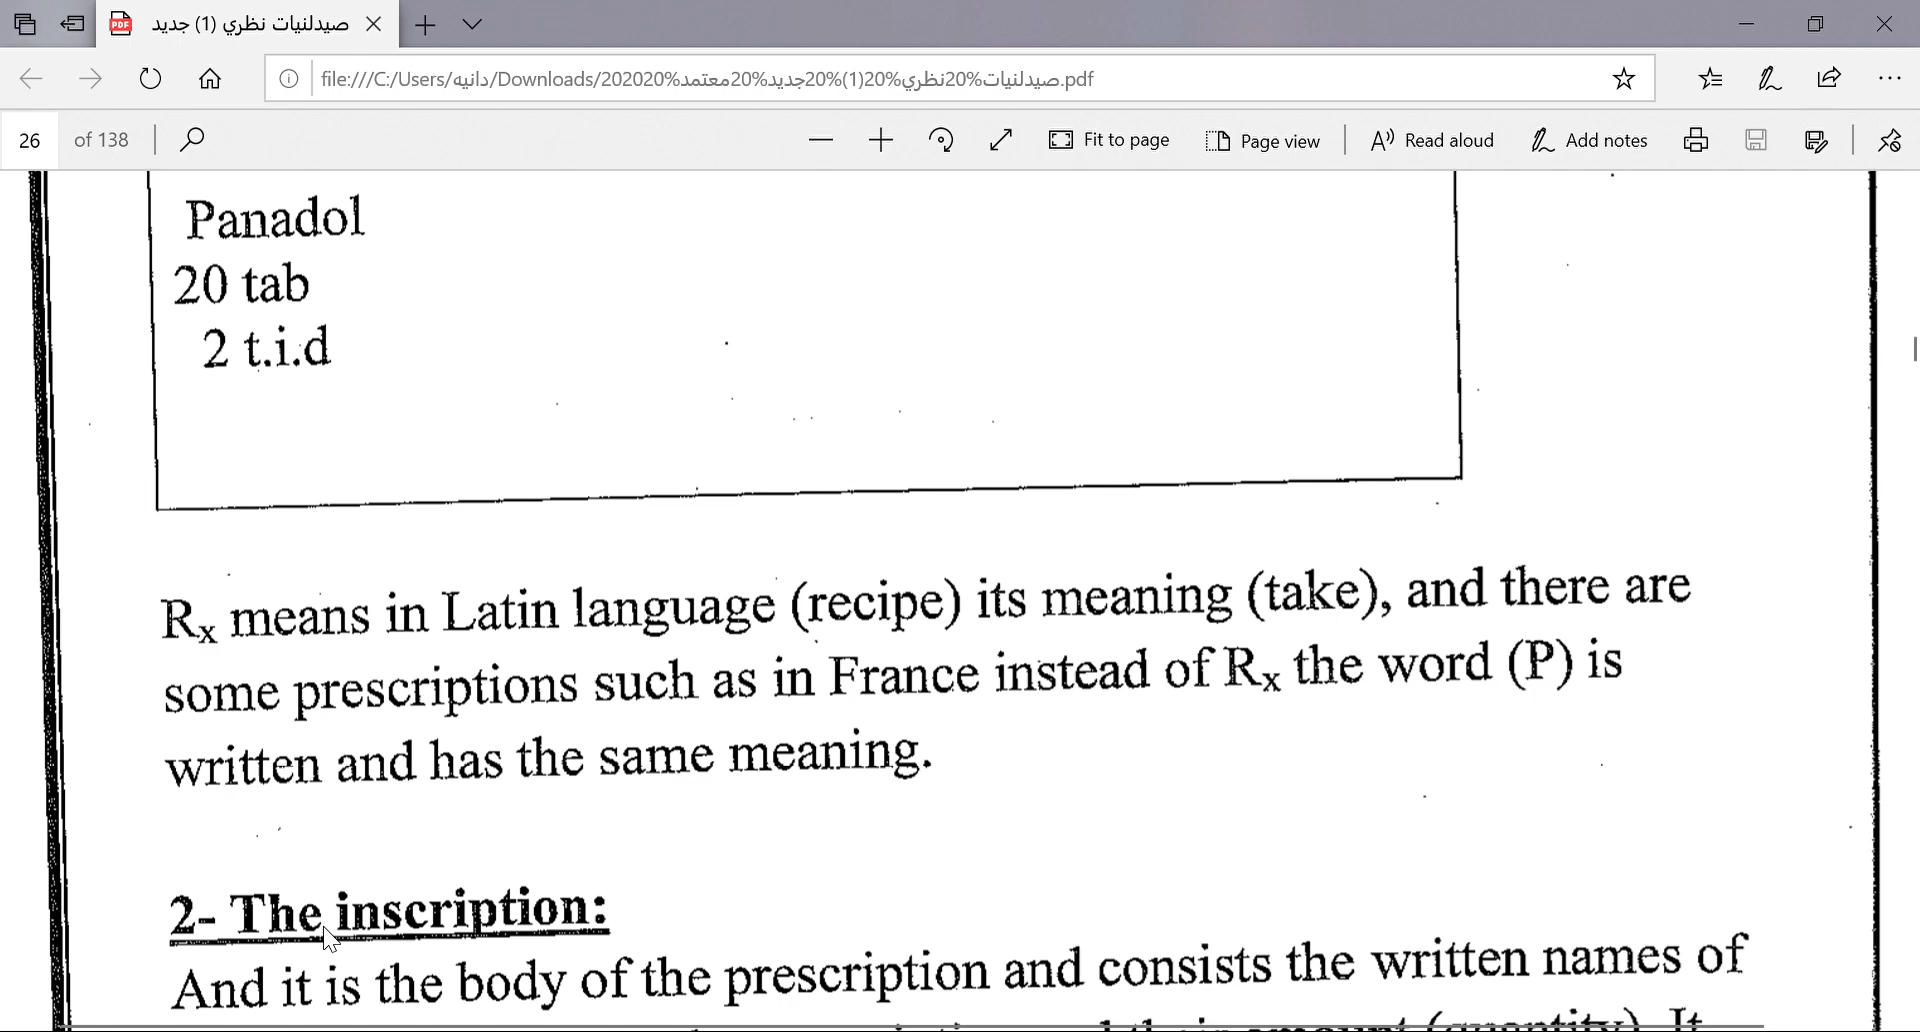 صيدلنيات نظري (1) جديد
file:///C:/Users/دانيه/Downloads/202020%معتمد20%جديد20%(1)20%نظري20%صيدلنيات.pdf
26 of 138 Fit to page Page view Read aloud Add notes
Panadol
20 tab
2 t.i.d
Rx means in Latin language (recipe) its meaning (take), and there are
some prescriptions such as in France instead of Rx the word (P) is
written and has the same meaning.
2- The inscription:
And it is the body of the prescription and consists the written names of
amount (quantity). It